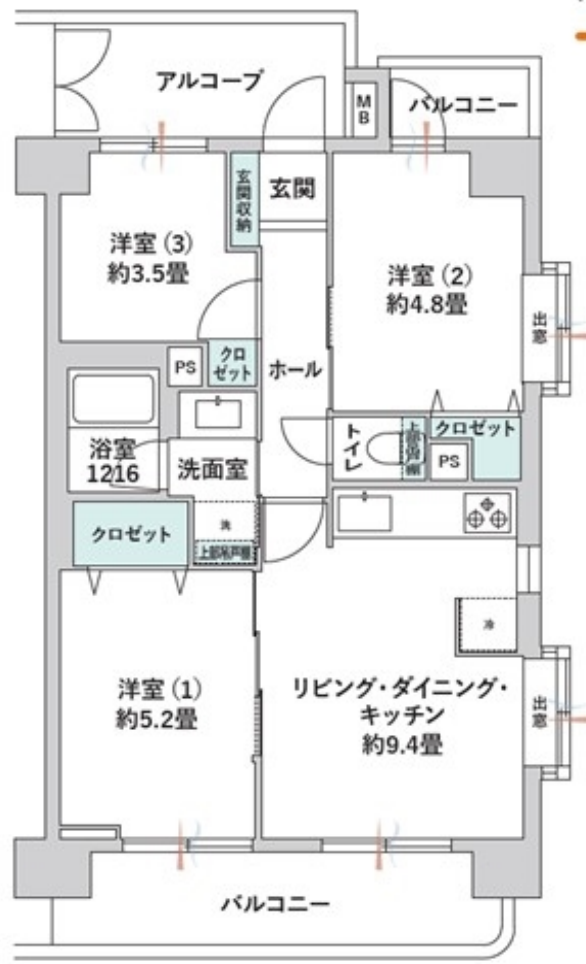 アルコーブ
MB
バルコニー
玄関収納
玄関
洋室(3)
約3.5畳
洋室(2)
約4.8畳
出窓
PS
クロ
ゼット
ホール
浴室
1216
洗面室
トイレ
上部吊戸棚
クロゼット
PS
クロゼット
洗
上部吊戸棚
冷
洋室(1)
約5.2畳
リビング・ダイニング・
キッチン
約9.4畳
出窓
バルコニー